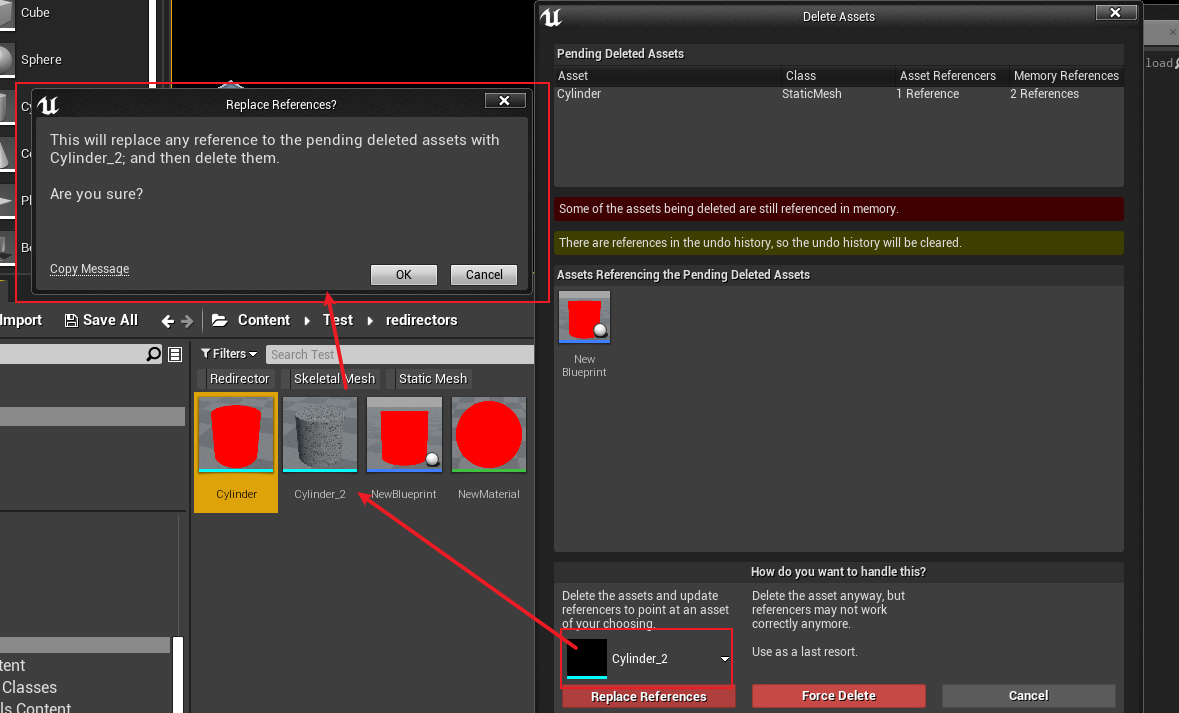 Cube
Sphere
Replace References?
This will replace any reference to the pending deleted assets with
Cylinder_2; and then delete them.
Are you sure?
Copy Message
OK
Cancel
Import
Save All
Content
Test
redirectors
Filters
Search Test
Redirector
Skeletal Mesh
Static Mesh
Cylinder
Cylinder_2
NewBlueprint
NewMaterial
tent
Classes
ls Content
Delete Assets
Pending Deleted Assets
Asset Class Asset Referencers Memory References
Cylinder StaticMesh 1 Reference 2 References
Some of the assets being deleted are still referenced in memory.
There are references in the undo history, so the undo history will be cleared.
Assets Referencing the Pending Deleted Assets
New
Blueprint
How do you want to handle this?
Delete the assets and update
referencers to point at an asset
of your choosing.
Cylinder_2
Replace References
Delete the asset anyway, but
referencers may not work
correctly anymore.
Use as a last resort.
Force Delete
Cancel
load